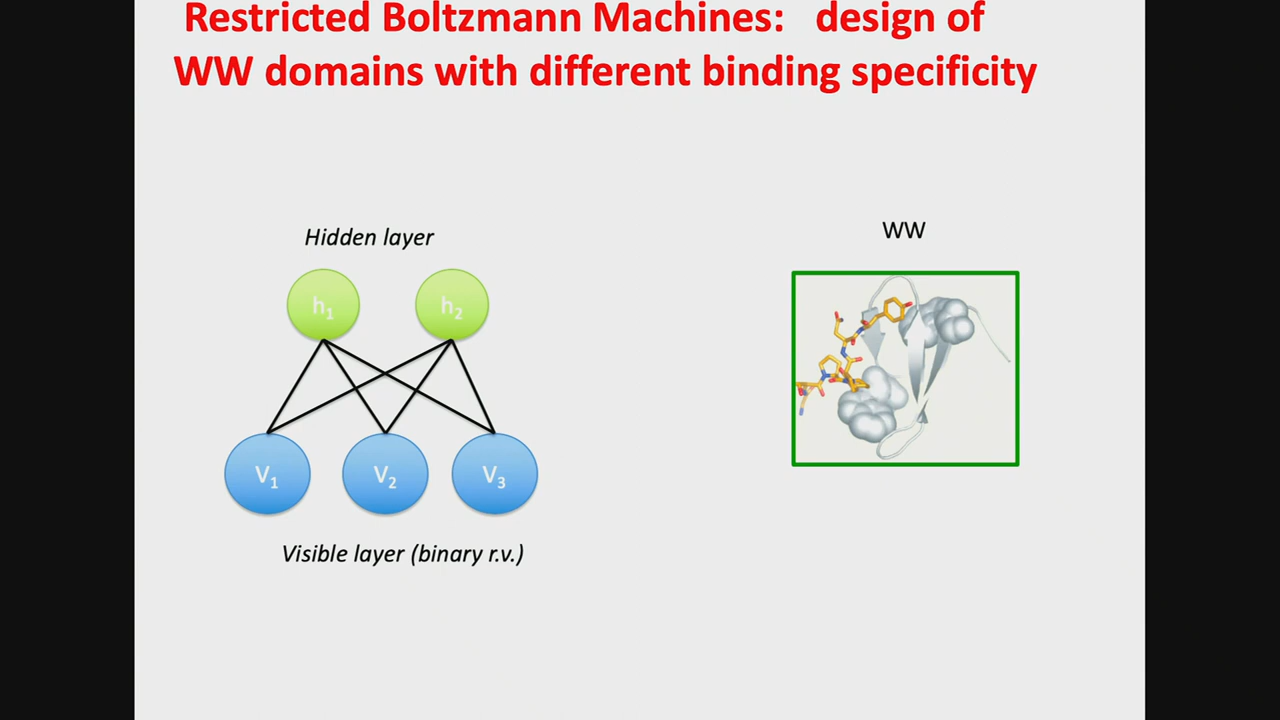 Restricted Boltzmann Machines: design of
WW domains with different binding specificity
Hidden layer
WW
h1
h2
V1
V2
V3
Visible layer (binary r.v.)